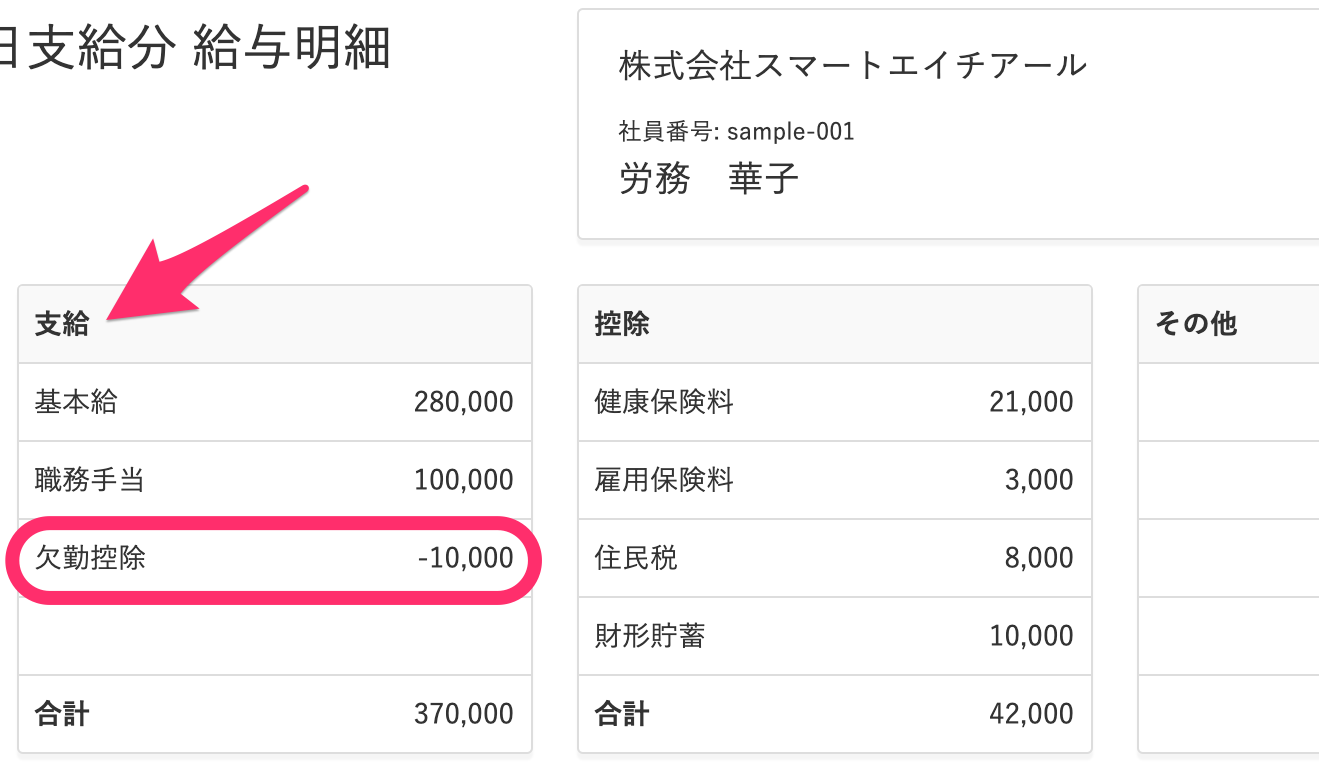 日支給分 給与明細
株式会社スマートエイチアール
社員番号: sample-001
労務　華子
支給
基本給 280,000
職務手当 100,000
欠勤控除 -10,000
合計 370,000
控除
健康保険料 21,000
雇用保険料 3,000
住民税 8,000
財形貯蓄 10,000
合計 42,000
その他